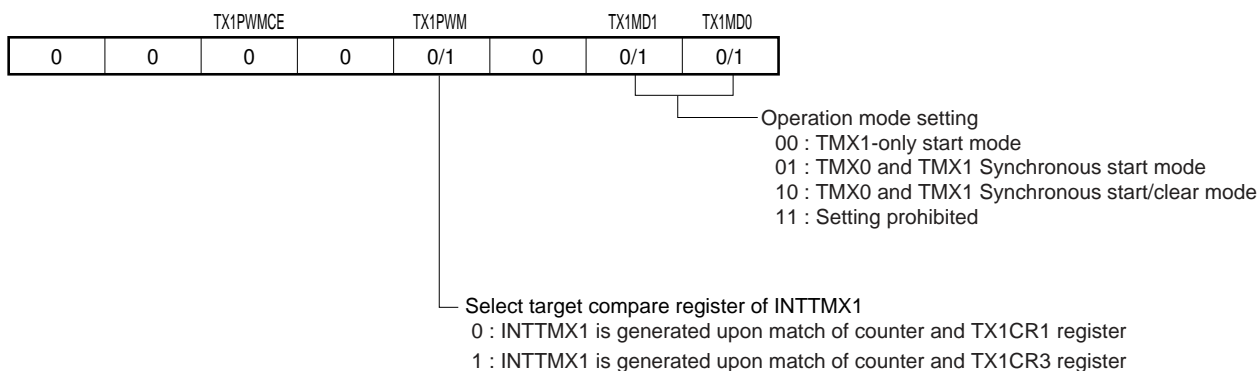 TX1PWMCE TX1PWM TX1MD1 TX1MD0
0 0 0 0 0/1 0 0/1 0/1
Operation mode setting
00 : TMX1-only start mode
01 : TMX0 and TMX1 Synchronous start mode
10 : TMX0 and TMX1 Synchronous start/clear mode
11 : Setting prohibited
Select target compare register of INTTMX1
0 : INTTMX1 is generated upon match of counter and TX1CR1 register
1 : INTTMX1 is generated upon match of counter and TX1CR3 register